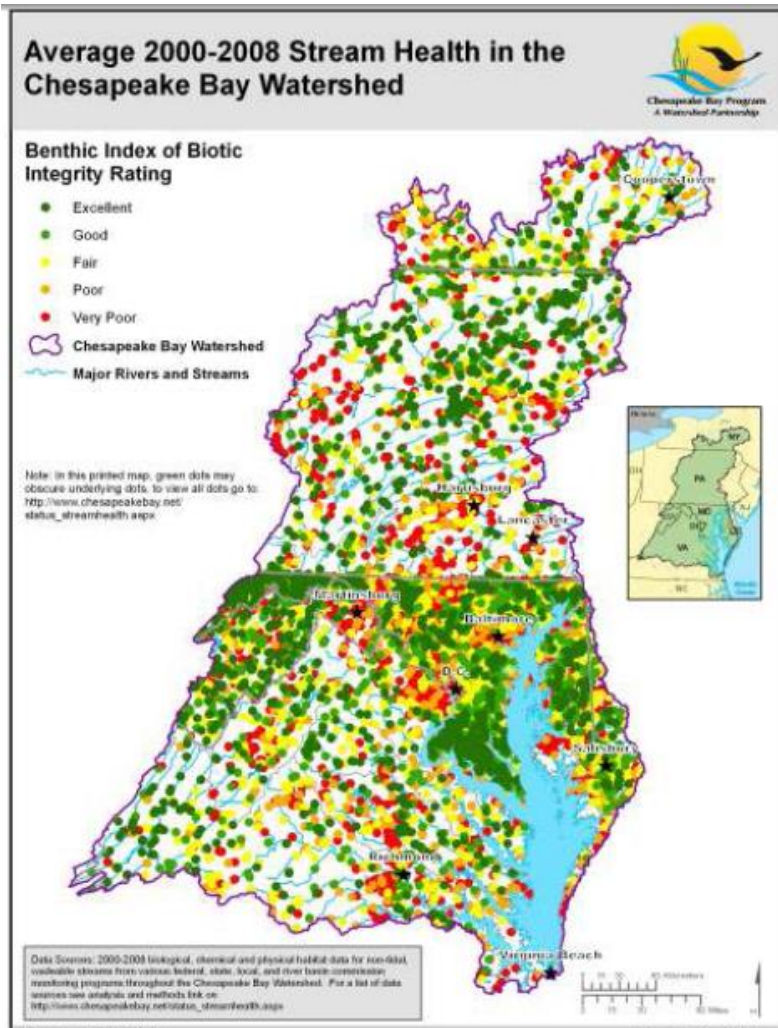 Average 2000-2008 Stream Health in the
Chesapeake Bay Watershed
Chesapeake Bay Program
A Watershed Partnership
Benthic Index of Biotic
Integrity Rating
Excellent
Good
Fair
Poor
Very Poor
Chesapeake Bay Watershed
Major Rivers and Streams
Cooperstown
Note: In this printed map, green dots may
obscure underlying dots, to view all dots go to:
http://www.chesapeakebay.net/
status_streamhealth.aspx
NY
PA
MD
VA
NC
NJ
OH
Harrisburg
Lancaster
Martinsburg
Baltimore
D.C.
Salisbury
Richmond
Virginia Beach
Data Sources: 2000-2008 biological, chemical and physical habitat data for non-tidal,
wadeable streams from various federal, state, local, and river basin commission
monitoring programs throughout the Chesapeake Bay Watershed. For a list of data
sources see analysis and methods link on
http://www.chesapeakebay.net/status_streamhealth.aspx
Kilometers
Miles